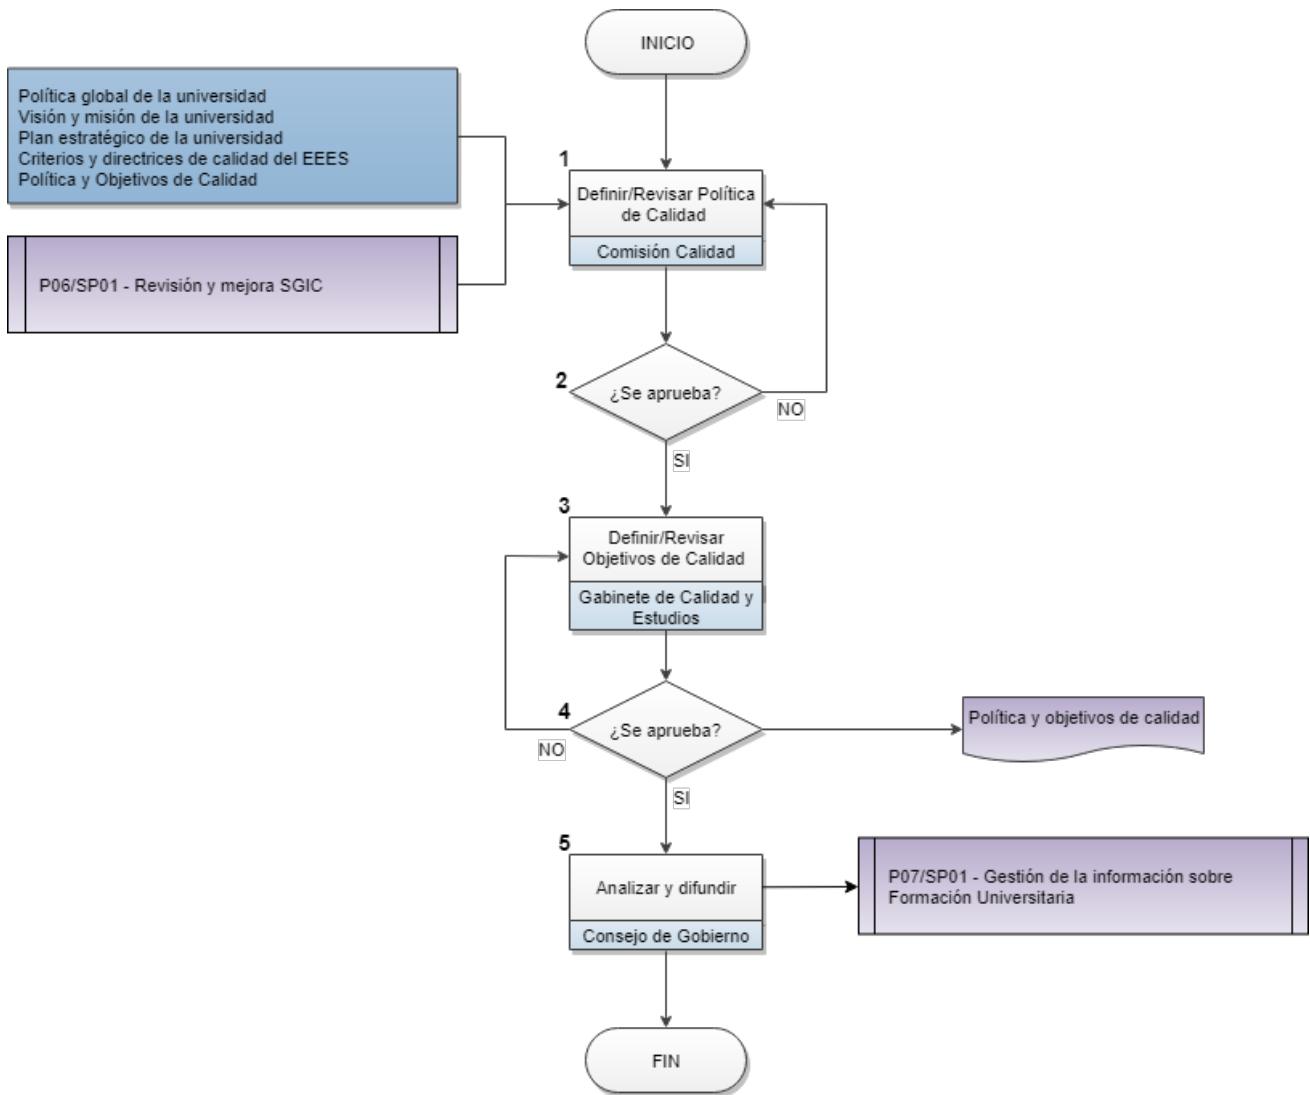 INICIO
Política global de la universidad
Visión y misión de la universidad
Plan estratégico de la universidad
Criterios y directrices de calidad del EEES
Política y Objetivos de Calidad
1
Definir/Revisar Política
de Calidad
Comisión Calidad
P06/SP01 - Revisión y mejora SGIC
2
¿Se aprueba?
NO
SI
3
Definir/Revisar
Objetivos de Calidad
Gabinete de Calidad y
Estudios
4
¿Se aprueba?
NO
Política y objetivos de calidad
SI
5
Analizar y difundir
Consejo de Gobierno
P07/SP01 - Gestión de la información sobre
Formación Universitaria
FIN